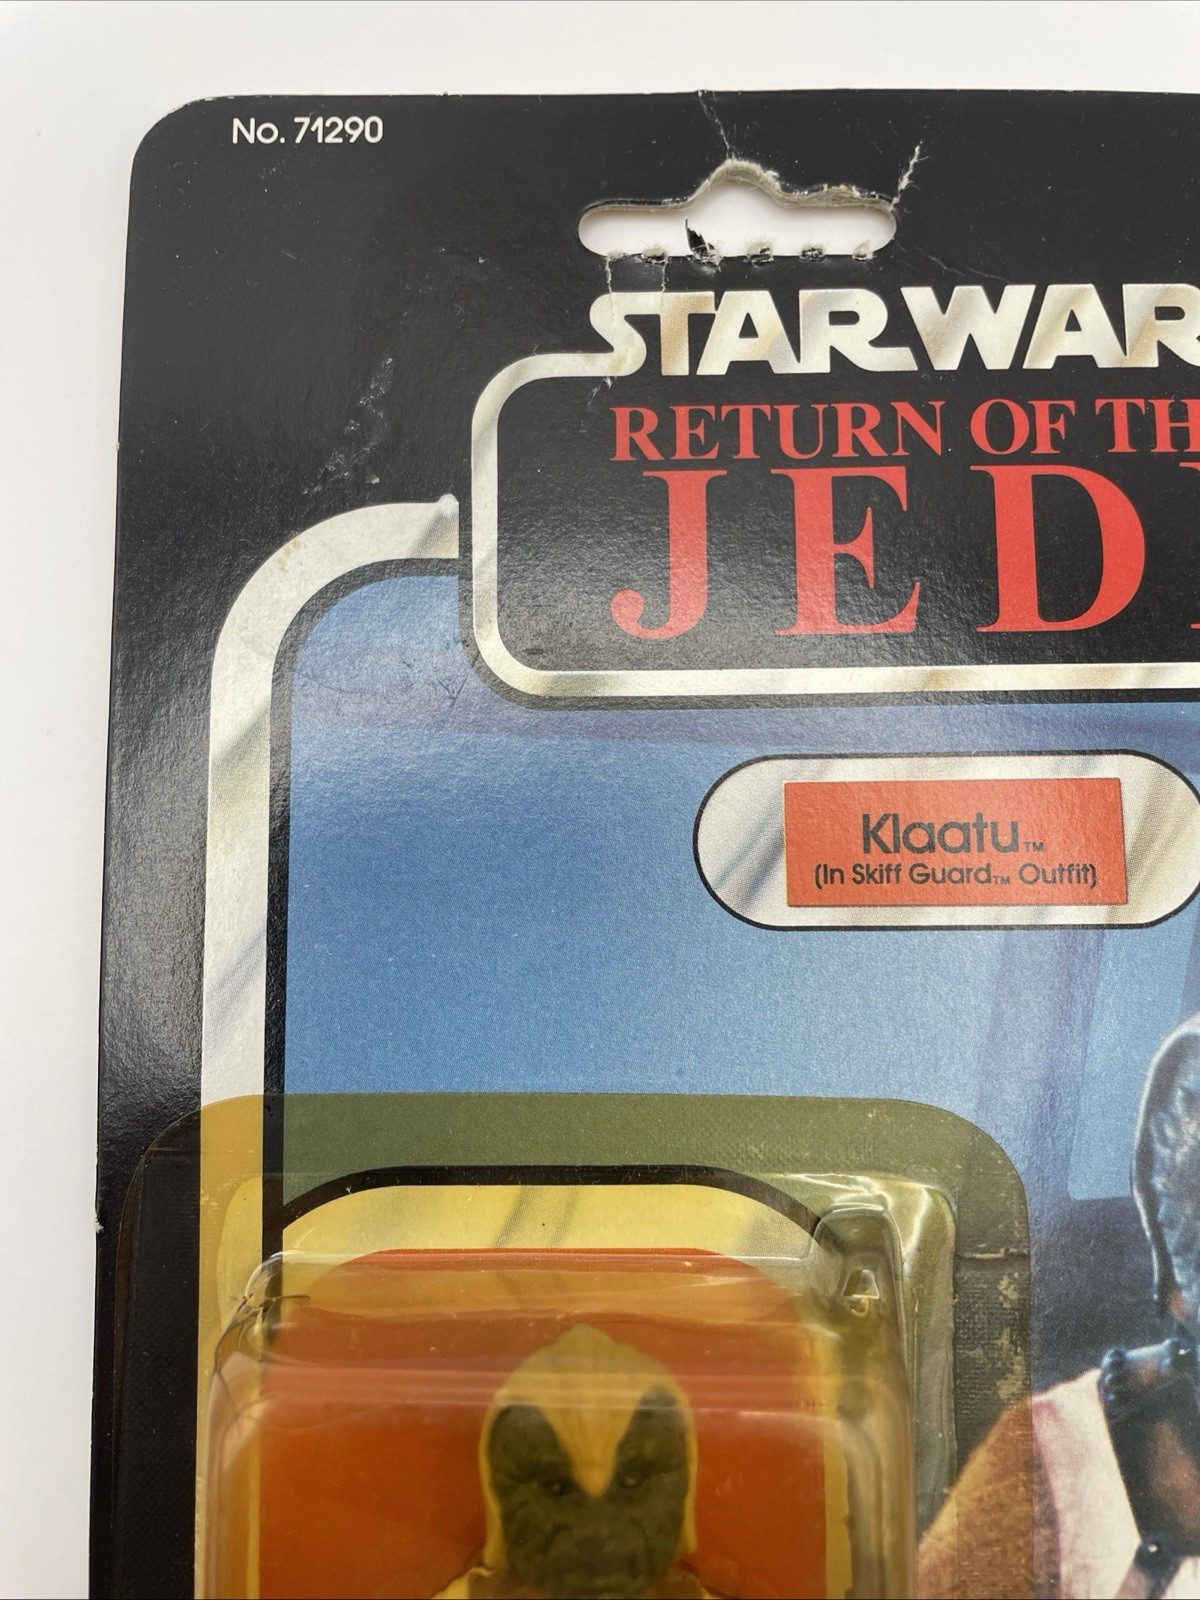 No. 71290
STAR WAR
RETURN OF TH
JED
Klaatu™
(In Skiff Guard™ Outfit)